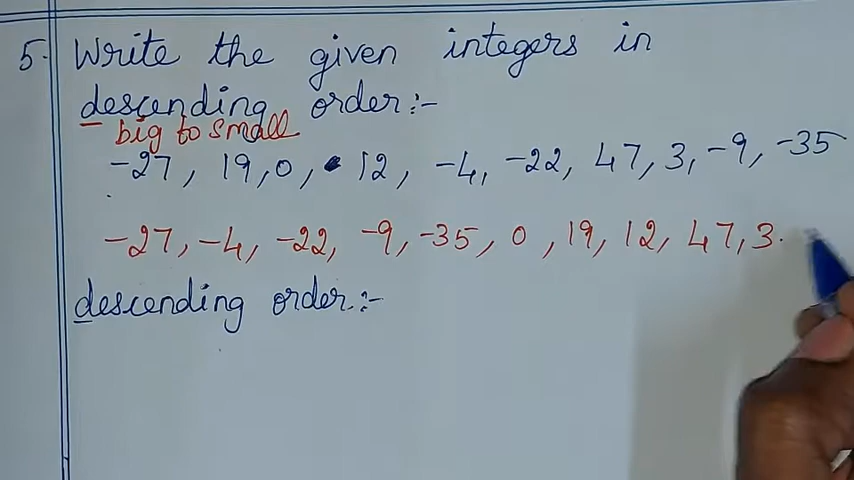 5. Write the given integers in
descending order:-
big to small
-27, 19, 0, 12, -4, -22, 47, 3, -9, -35
-27, -4, -22, -9, -35, 0, 19, 12, 47, 3.
descending order:-